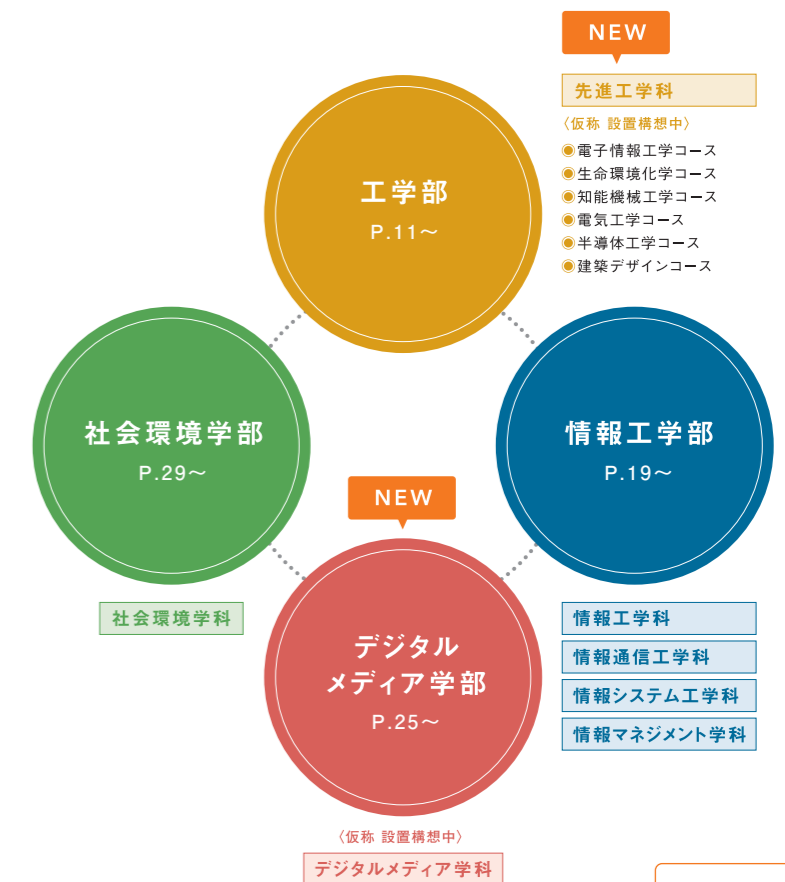 NEW
先進工学科
〈仮称 設置構想中〉
◉電子情報工学コース
◉生命環境化学コース
◉知能機械工学コース
◉電気工学コース
◉半導体工学コース
◉建築デザインコース
工学部
P.11〜
社会環境学部
P.29〜
社会環境学科
情報工学部
P.19〜
情報工学科
情報通信工学科
情報システム工学科
情報マネジメント学科
NEW
デジタル
メディア学部
P.25〜
〈仮称 設置構想中〉
デジタルメディア学科